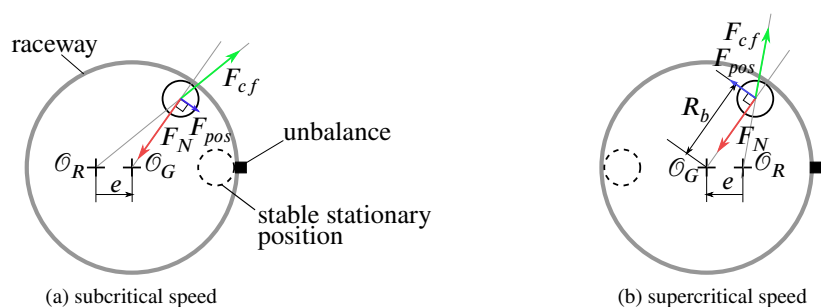 raceway
F_cf
F_N F_pos
unbalance
𝒪_R
𝒪_G
e
stable stationary
position
(a) subcritical speed
F_cf
F_pos
R_b
F_N
𝒪_G
𝒪_R
e
(b) supercritical speed